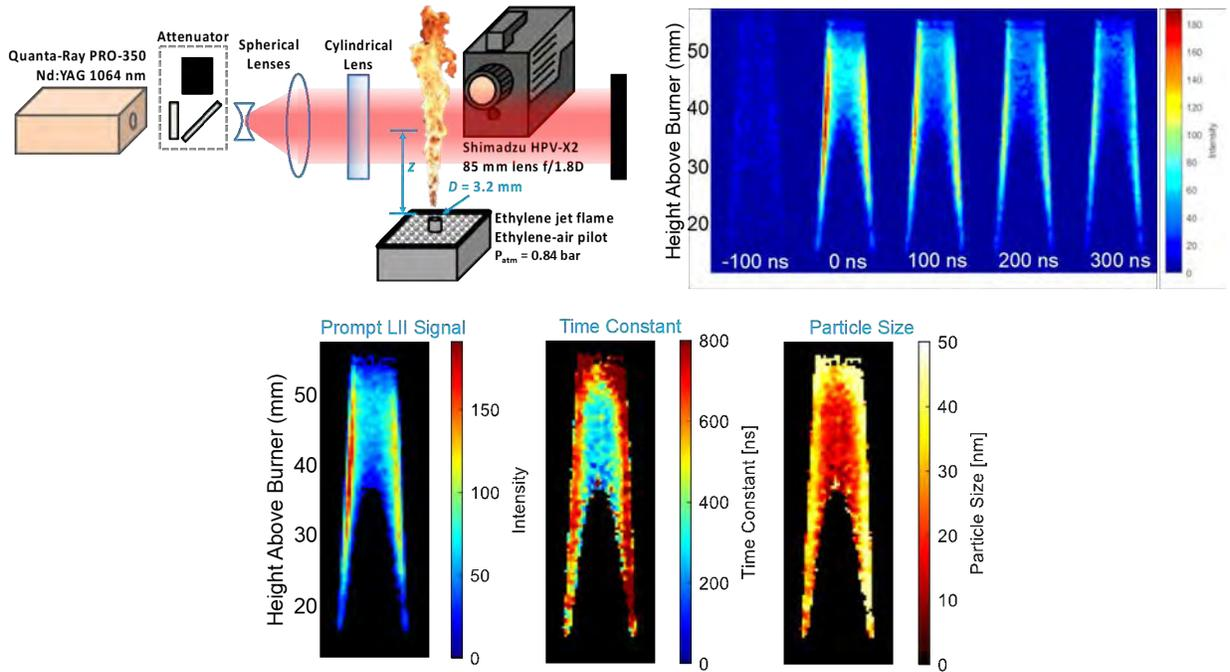 Quanta-Ray PRO-350
Nd:YAG 1064 nm
Attenuator
Spherical
Lenses
Cylindrical
Lens
z
Shimadzu HPV-X2
85 mm lens f/1.8D
D = 3.2 mm
Ethylene jet flame
Ethylene-air pilot
Patm = 0.84 bar
Height Above Burner (mm)
50
40
30
20
-100 ns
0 ns
100 ns
200 ns
300 ns
180
160
140
120
100
80
60
40
20
0
Intensity
Prompt LII Signal
Height Above Burner (mm)
50
40
30
20
150
100
50
0
Intensity
Time Constant
800
600
400
200
0
Time Constant [ns]
Particle Size
50
40
30
20
10
0
Particle Size [nm]